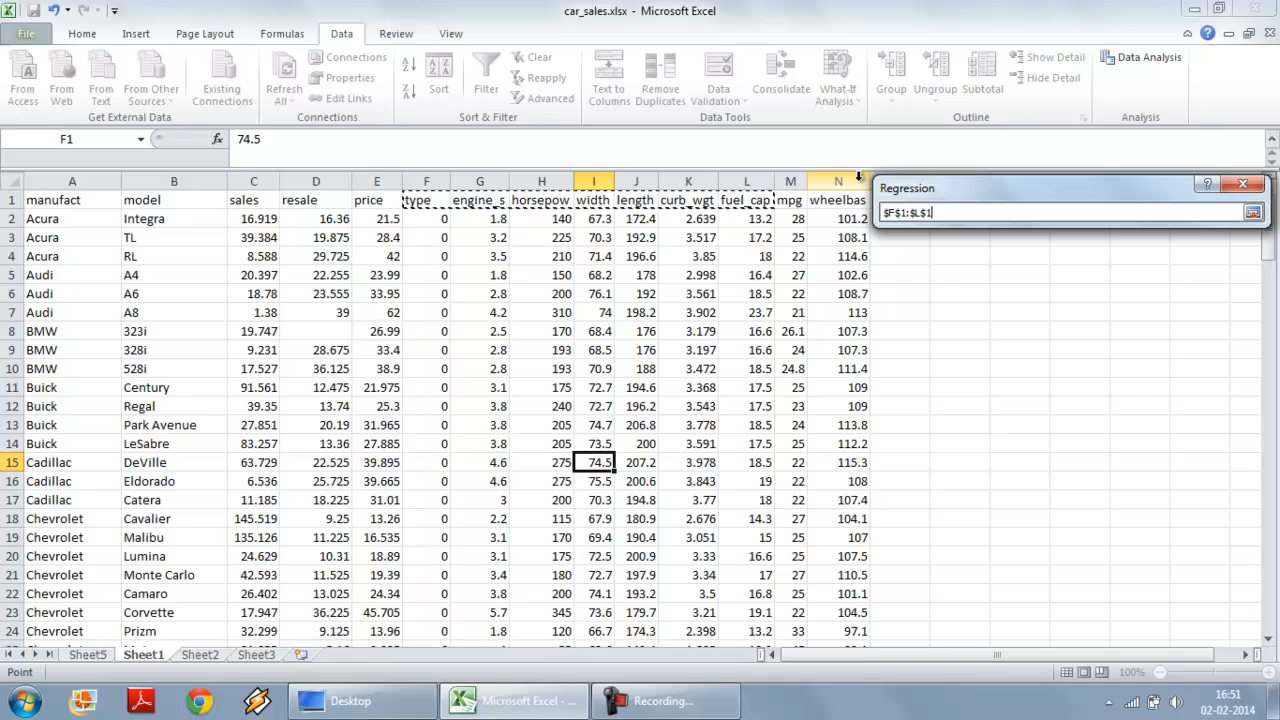 car_sales.xlsx - Microsoft Excel
File Home Insert Page Layout Formulas Data Review View
From Access
From Web
From Text
From Other Sources
Existing Connections
Get External Data
Refresh All
Connections
Properties
Edit Links
Connections
Sort
Filter
Clear
Reapply
Advanced
Sort & Filter
Text to Columns
Remove Duplicates
Data Validation
Consolidate
What-If Analysis
Data Tools
Group
Ungroup
Subtotal
Show Detail
Hide Detail
Outline
Data Analysis
Analysis
F1 fx 74.5
A B C D E F G H I J K L M N
Regression
$F$1:$L$1
1 manufact model sales resale price type engine_s horsepow width length curb_wgt fuel_cap mpg wheelbas
2 Acura Integra 16.919 16.36 21.5 0 1.8 140 67.3 172.4 2.639 13.2 28 101.2
3 Acura TL 39.384 19.875 28.4 0 3.2 225 70.3 192.9 3.517 17.2 25 108.1
4 Acura RL 8.588 29.725 42 0 3.5 210 71.4 196.6 3.85 18 22 114.6
5 Audi A4 20.397 22.255 23.99 0 1.8 150 68.2 178 2.998 16.4 27 102.6
6 Audi A6 18.78 23.555 33.95 0 2.8 200 76.1 192 3.561 18.5 22 108.7
7 Audi A8 1.38 39 62 0 4.2 310 74 198.2 3.902 23.7 21 113
8 BMW 323i 19.747 26.99 0 2.5 170 68.4 176 3.179 16.6 26.1 107.3
9 BMW 328i 9.231 28.675 33.4 0 2.8 193 68.5 176 3.197 16.6 24 107.3
10 BMW 528i 17.527 36.125 38.9 0 2.8 193 70.9 188 3.472 18.5 24.8 111.4
11 Buick Century 91.561 12.475 21.975 0 3.1 175 72.7 194.6 3.368 17.5 25 109
12 Buick Regal 39.35 13.74 25.3 0 3.8 240 72.7 196.2 3.543 17.5 23 109
13 Buick Park Avenue 27.851 20.19 31.965 0 3.8 205 74.7 206.8 3.778 18.5 24 113.8
14 Buick LeSabre 83.257 13.36 27.885 0 3.8 205 73.5 200 3.591 17.5 25 112.2
15 Cadillac DeVille 63.729 22.525 39.895 0 4.6 275 74.5 207.2 3.978 18.5 22 115.3
16 Cadillac Eldorado 6.536 25.725 39.665 0 4.6 275 75.5 200.6 3.843 19 22 108
17 Cadillac Catera 11.185 18.225 31.01 0 3 200 70.3 194.8 3.77 18 22 107.4
18 Chevrolet Cavalier 145.519 9.25 13.26 0 2.2 115 67.9 180.9 2.676 14.3 27 104.1
19 Chevrolet Malibu 135.126 11.225 16.535 0 3.1 170 69.4 190.4 3.051 15 25 107
20 Chevrolet Lumina 24.629 10.31 18.89 0 3.1 175 72.5 200.9 3.33 16.6 25 107.5
21 Chevrolet Monte Carlo 42.593 11.525 19.39 0 3.4 180 72.7 197.9 3.34 17 27 110.5
22 Chevrolet Camaro 26.402 13.025 24.34 0 3.8 200 74.1 193.2 3.5 16.8 25 101.1
23 Chevrolet Corvette 17.947 36.225 45.705 0 5.7 345 73.6 179.7 3.21 19.1 22 104.5
24 Chevrolet Prizm 32.299 9.125 13.96 0 1.8 120 66.7 174.3 2.398 13.2 33 97.1
Sheet5 Sheet1 Sheet2 Sheet3
Point 100%
Desktop Microsoft Excel - ... Recording... 16:51
02-02-2014